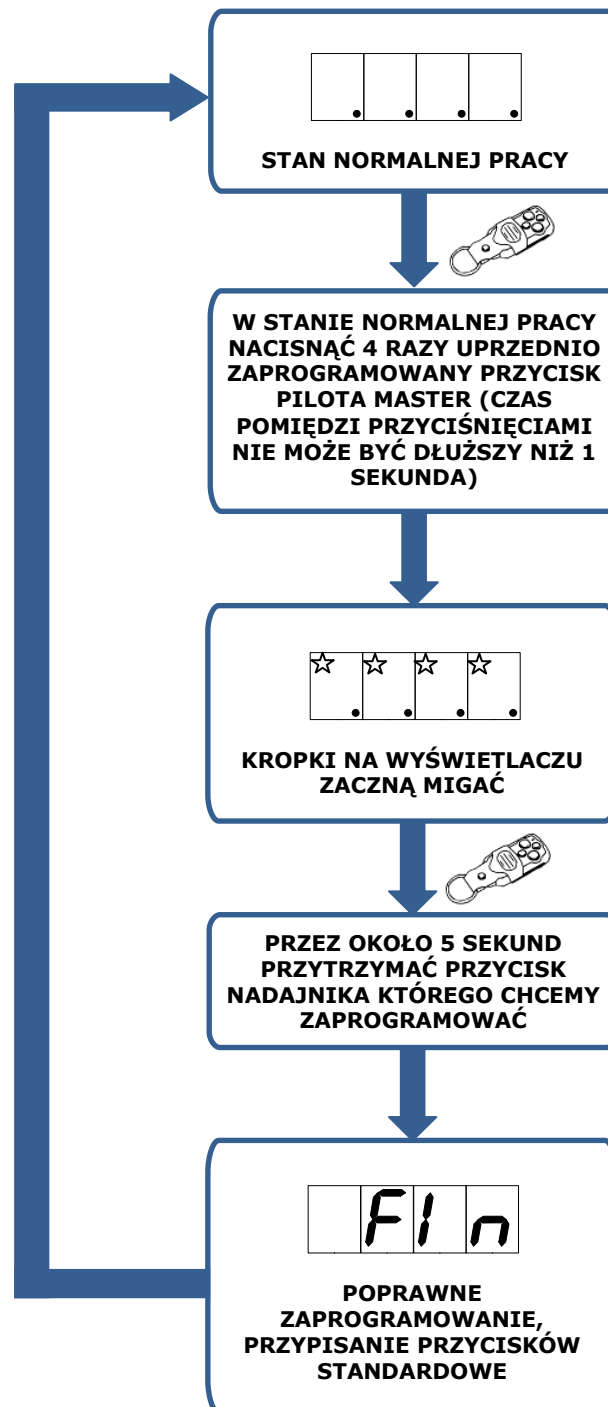 STAN NORMALNEJ PRACY
W STANIE NORMALNEJ PRACY
NACISNĄĆ 4 RAZY UPRZEDNIO
ZAPROGRAMOWANY PRZYCISK
PILOTA MASTER (CZAS
POMIĘDZI PRZYCIŚNIĘCIAMI
NIE MOŻE BYĆ DŁUŻSZY NIŻ 1
SEKUNDA)
KROPKI NA WYŚWIETLACZU
ZACZNĄ MIGAĆ
PRZEZ OKOŁO 5 SEKUND
PRZYTRZYMAĆ PRZYCISK
NADAJNIKA KTÓREGO CHCEMY
ZAPROGRAMOWAĆ
FIn
POPRAWNE
ZAPROGRAMOWANIE,
PRZYPISANIE PRZYCISKÓW
STANDARDOWE